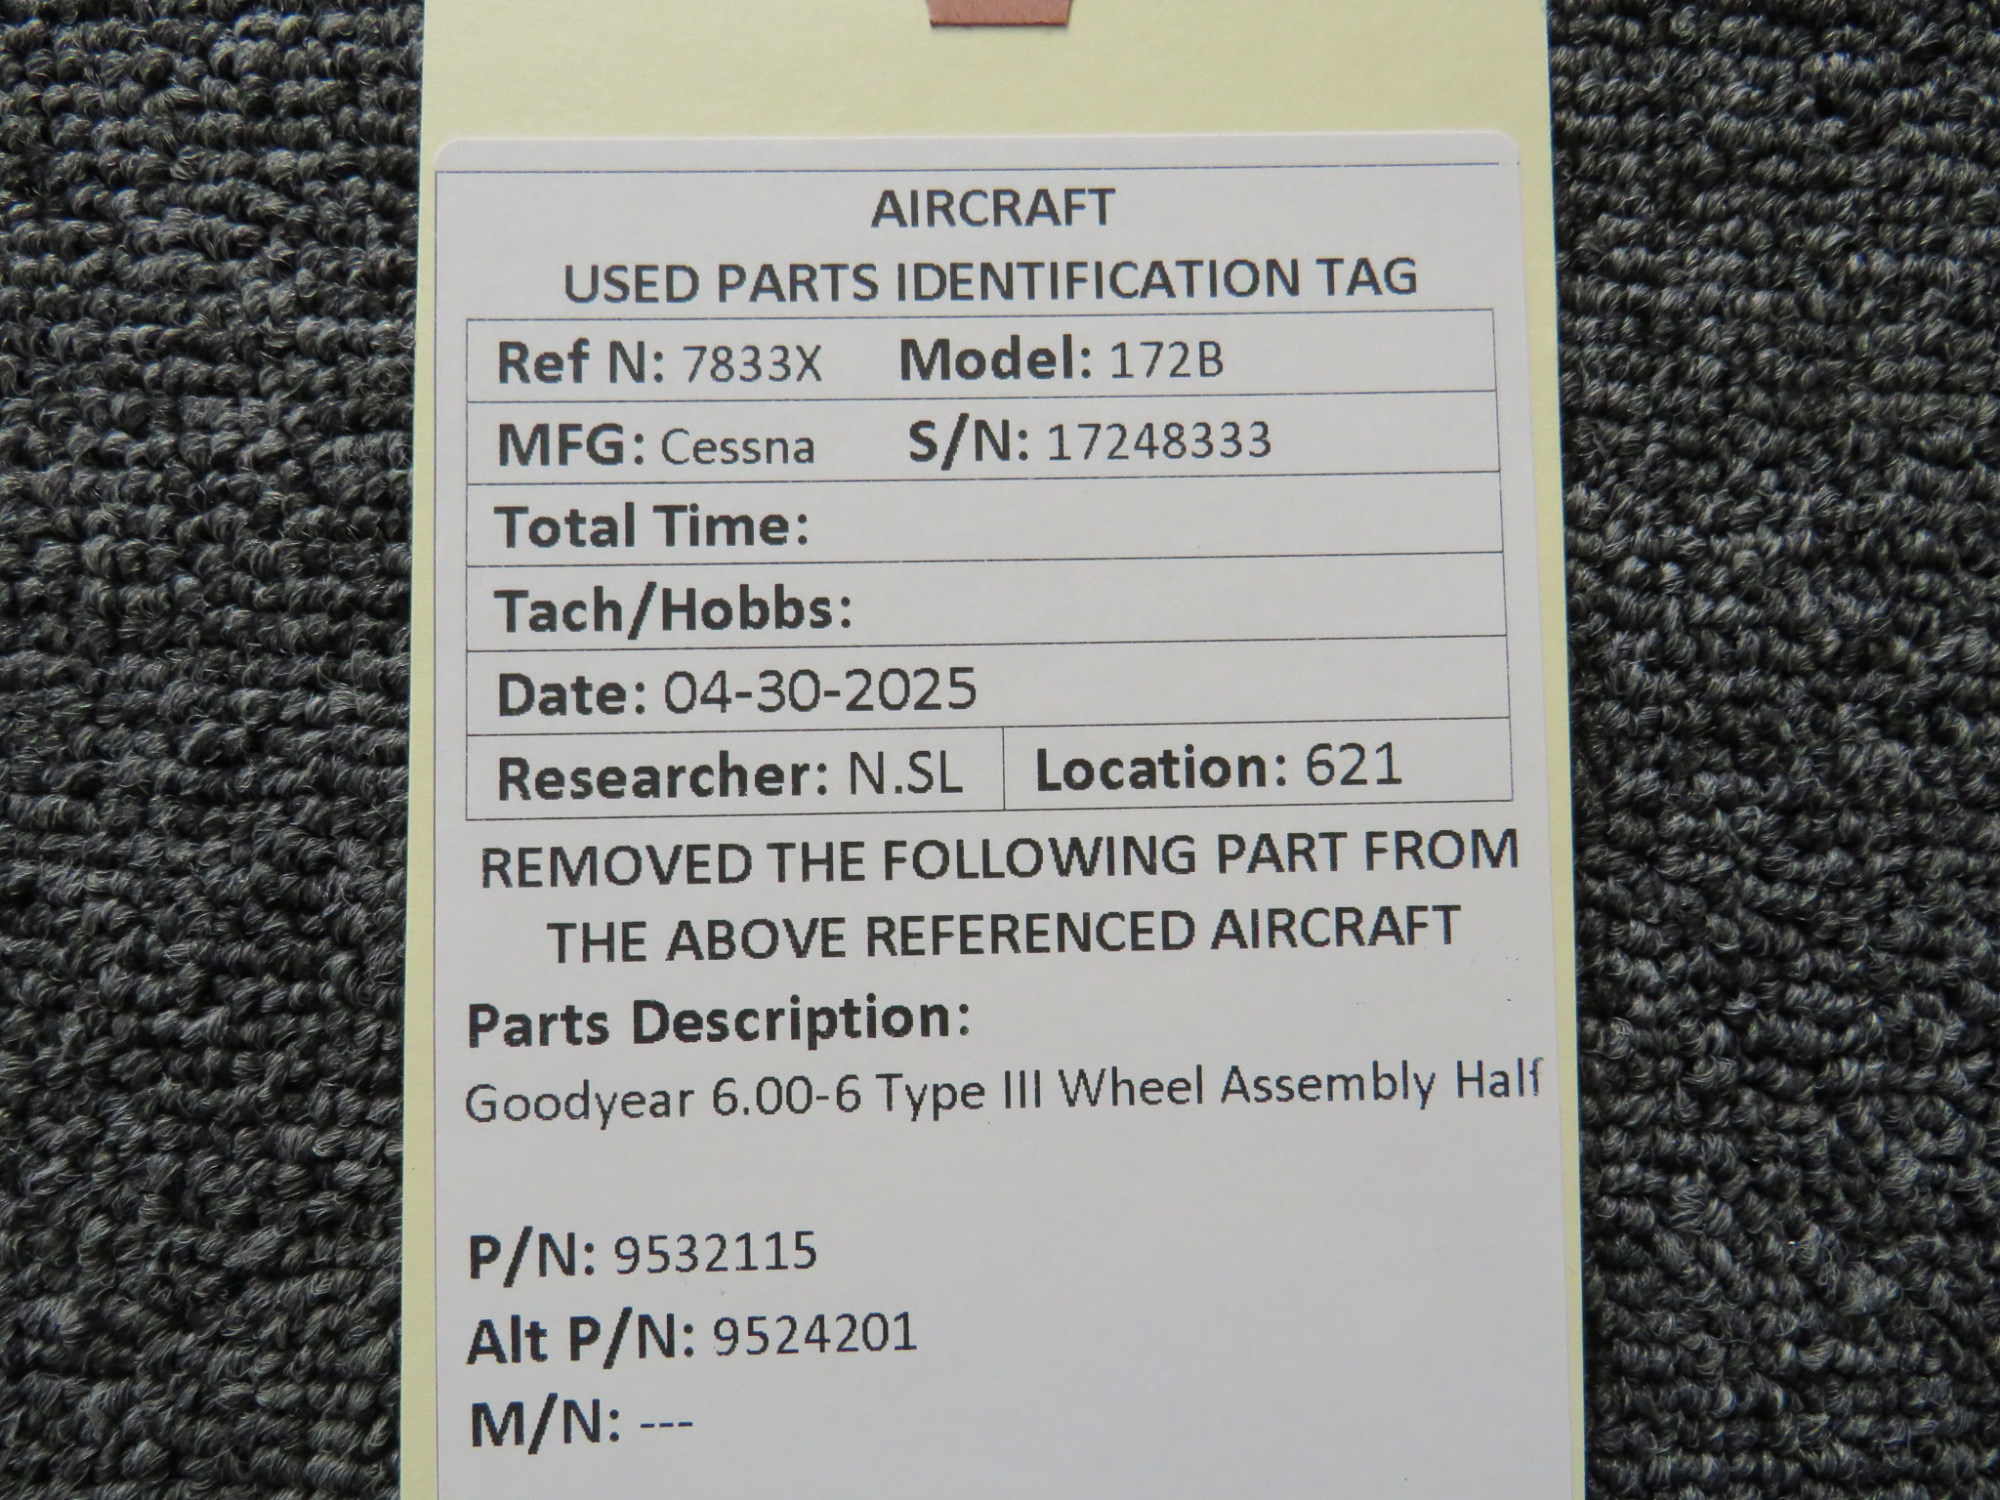 AIRCRAFT
USED PARTS IDENTIFICATION TAG
Ref N: 7833X Model: 172B
MFG: Cessna S/N: 17248333
Total Time:
Tach/Hobbs:
Date: 04-30-2025
Researcher: N.SL Location: 621
REMOVED THE FOLLOWING PART FROM
THE ABOVE REFERENCED AIRCRAFT
Parts Description:
Goodyear 6.00-6 Type III Wheel Assembly Half
P/N: 9532115
Alt P/N: 9524201
M/N: ---